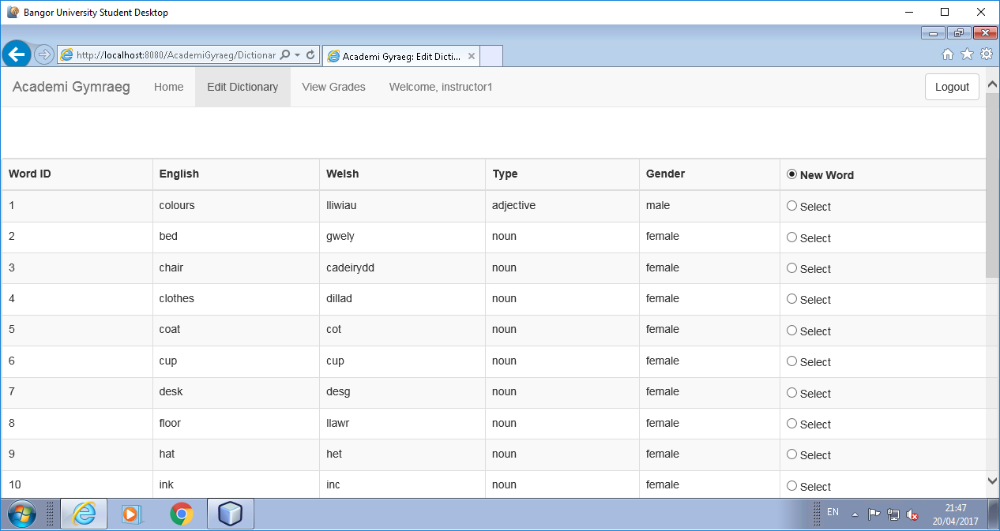 Bangor University Student Desktop
http://localhost:8080/AcademiGyraeg/Dictionar
Academi Gyraeg: Edit Dicti...
Academi Gymraeg Home Edit Dictionary View Grades Welcome, instructor1 Logout
Word ID English Welsh Type Gender New Word
1 colours lliwiau adjective male Select
2 bed gwely noun female Select
3 chair cadeirydd noun female Select
4 clothes dillad noun female Select
5 coat cot noun female Select
6 cup cup noun female Select
7 desk desg noun female Select
8 floor llawr noun female Select
9 hat het noun female Select
10 ink inc noun female Select
EN
21:47
20/04/2017